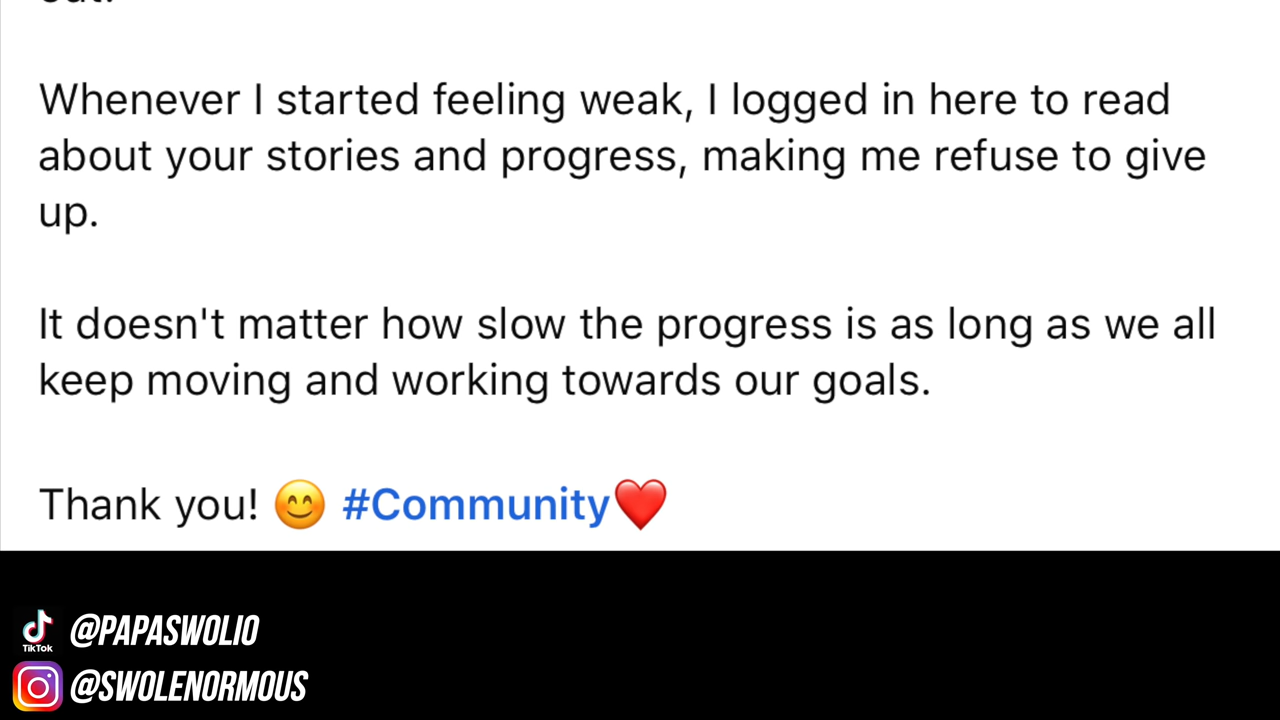 Whenever I started feeling weak, I logged in here to read
about your stories and progress, making me refuse to give
up.
It doesn't matter how slow the progress is as long as we all
keep moving and working towards our goals.
Thank you! 😊 #Community❤️
@PAPASWOLIO
TikTok
@SWOLENORMOUS